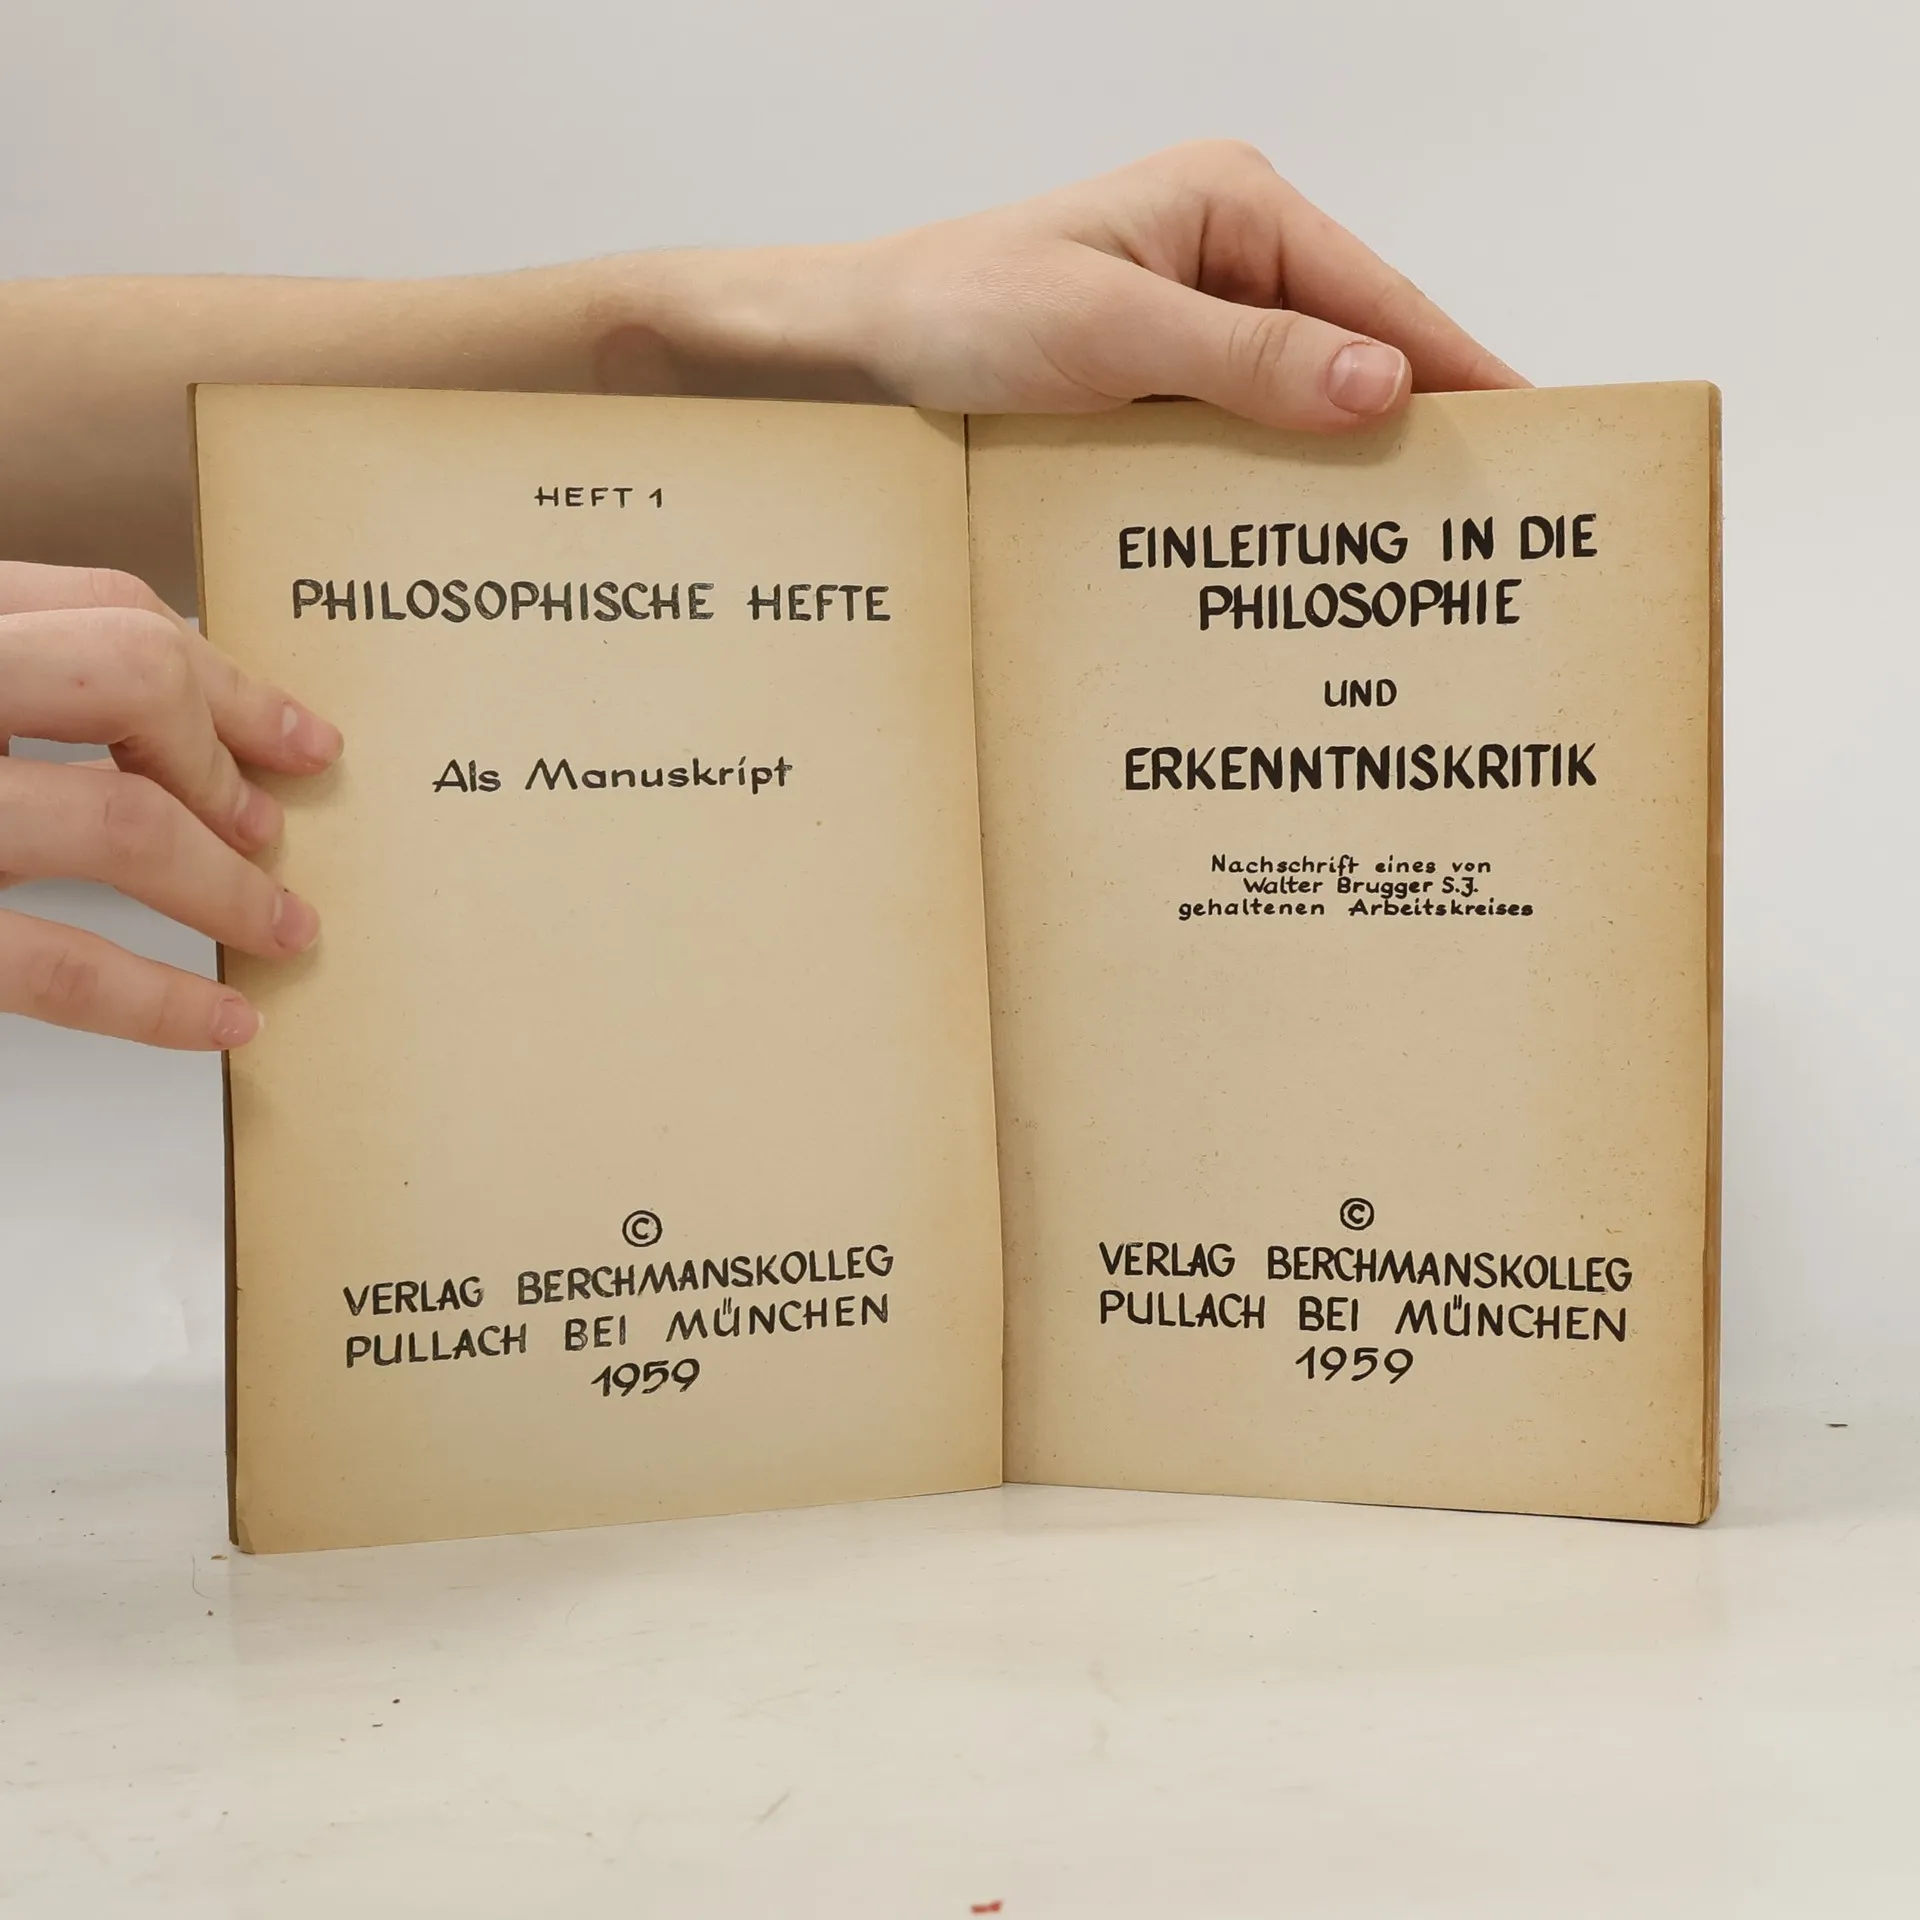 HEFT 1
PHILOSOPHISCHE HEFTE
Als Manuskript
©
VERLAG BERCHMANSKOLLEG
PULLACH BEI MÜNCHEN
1959
EINLEITUNG IN DIE
PHILOSOPHIE
UND
ERKENNTNISKRITIK
Nachschrift eines von
Walter Brugger S.J.
gehaltenen Arbeitskreises
©
VERLAG BERCHMANSKOLLEG
PULLACH BEI MÜNCHEN
1959